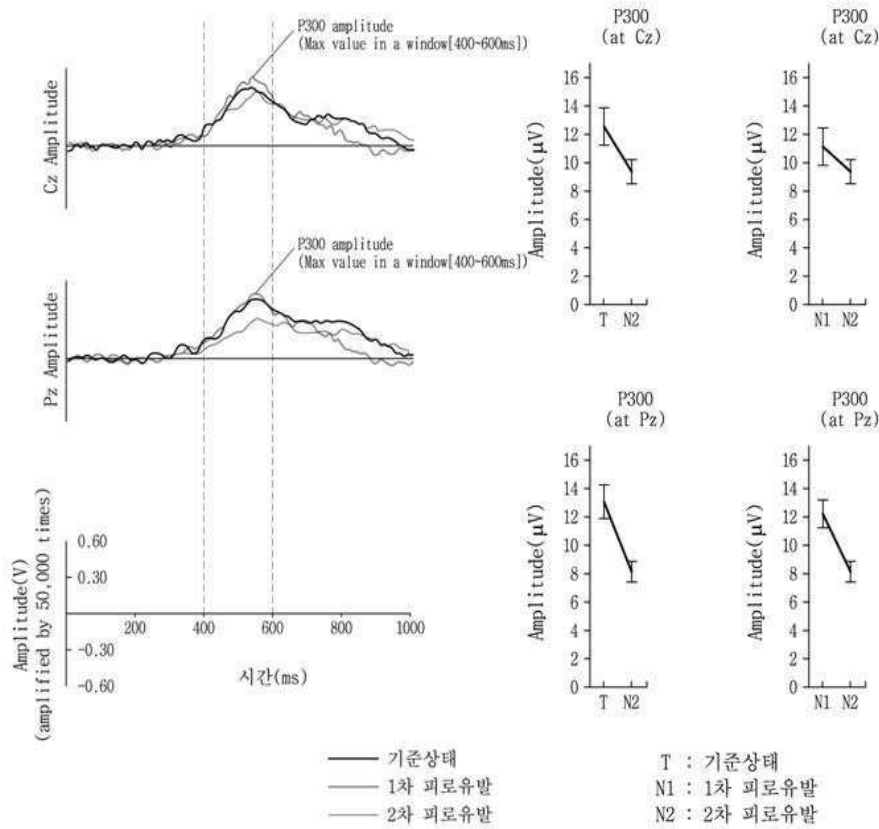 P300 amplitude
(Max value in a window[400~600ms])
Cz Amplitude
P300 amplitude
(Max value in a window[400~600ms])
Pz Amplitude
Amplitude(V)
(amplified by 50,000 times)
0.60
0.30
-0.30
-0.60
200
400
600
800
1000
시간(ms)
P300
(at Cz)
Amplitude(μV)
16
14
12
10
8
6
4
2
0
T N2
P300
(at Cz)
Amplitude(μV)
16
14
12
10
8
6
4
2
0
N1 N2
P300
(at Pz)
Amplitude(μV)
16
14
12
10
8
6
4
2
0
T N2
P300
(at Pz)
Amplitude(μV)
16
14
12
10
8
6
4
2
0
N1 N2
기준상태
1차 피로유발
2차 피로유발
T : 기준상태
N1 : 1차 피로유발
N2 : 2차 피로유발